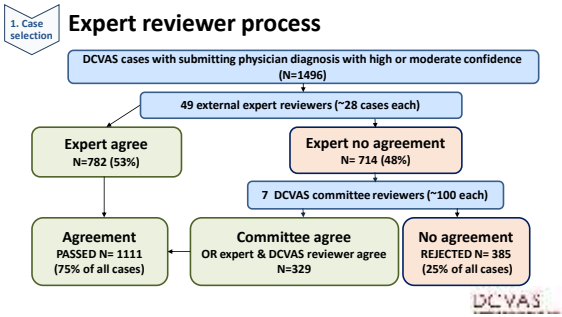 1. Case
selection
Expert reviewer process
DCVAS cases with submitting physician diagnosis with high or moderate confidence
(N=1496)
49 external expert reviewers (~28 cases each)
Expert agree
N=782 (53%)
Expert no agreement
N= 714 (48%)
7 DCVAS committee reviewers (~100 each)
Agreement
PASSED N= 1111
(75% of all cases)
Committee agree
OR expert & DCVAS reviewer agree
N=329
No agreement
REJECTED N= 385
(25% of all cases)
DCVAS